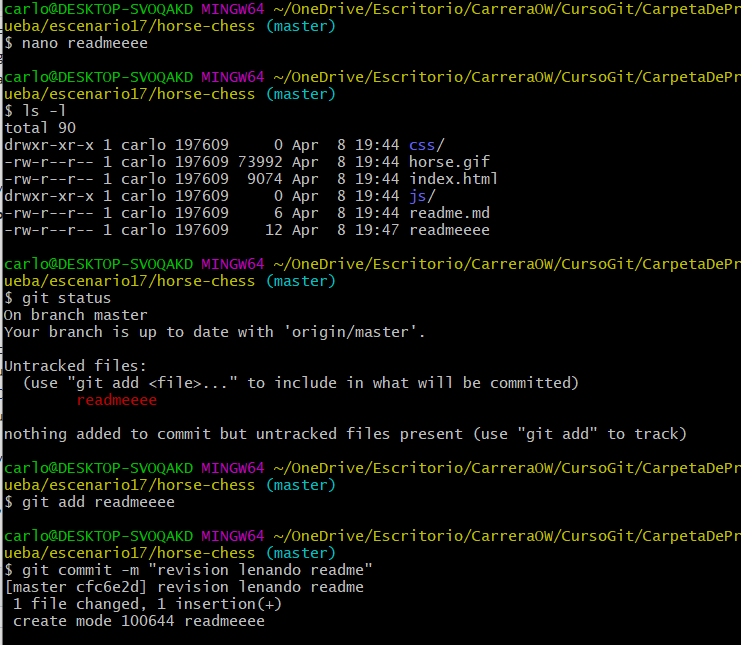 carlo@DESKTOP-SVOQAKD MINGW64 ~/OneDrive/Escritorio/CarreraOW/CursoGit/CarpetaDePr
ueba/escenario17/horse-chess (master)
$ nano readmeeee
carlo@DESKTOP-SVOQAKD MINGW64 ~/OneDrive/Escritorio/CarreraOW/CursoGit/CarpetaDePr
ueba/escenario17/horse-chess (master)
$ ls -l
total 90
drwxr-xr-x 1 carlo 197609     0 Apr  8 19:44 css/
-rw-r--r-- 1 carlo 197609 73992 Apr  8 19:44 horse.gif
-rw-r--r-- 1 carlo 197609  9074 Apr  8 19:44 index.html
drwxr-xr-x 1 carlo 197609     0 Apr  8 19:44 js/
-rw-r--r-- 1 carlo 197609     6 Apr  8 19:44 readme.md
-rw-r--r-- 1 carlo 197609    12 Apr  8 19:47 readmeeee
carlo@DESKTOP-SVOQAKD MINGW64 ~/OneDrive/Escritorio/CarreraOW/CursoGit/CarpetaDePr
ueba/escenario17/horse-chess (master)
$ git status
On branch master
Your branch is up to date with 'origin/master'.
Untracked files:
  (use "git add <file>..." to include in what will be committed)
        readmeeee
nothing added to commit but untracked files present (use "git add" to track)
carlo@DESKTOP-SVOQAKD MINGW64 ~/OneDrive/Escritorio/CarreraOW/CursoGit/CarpetaDePr
ueba/escenario17/horse-chess (master)
$ git add readmeeee
carlo@DESKTOP-SVOQAKD MINGW64 ~/OneDrive/Escritorio/CarreraOW/CursoGit/CarpetaDePr
ueba/escenario17/horse-chess (master)
$ git commit -m "revision lenando readme"
[master cfc6e2d] revision lenando readme
 1 file changed, 1 insertion(+)
 create mode 100644 readmeeee